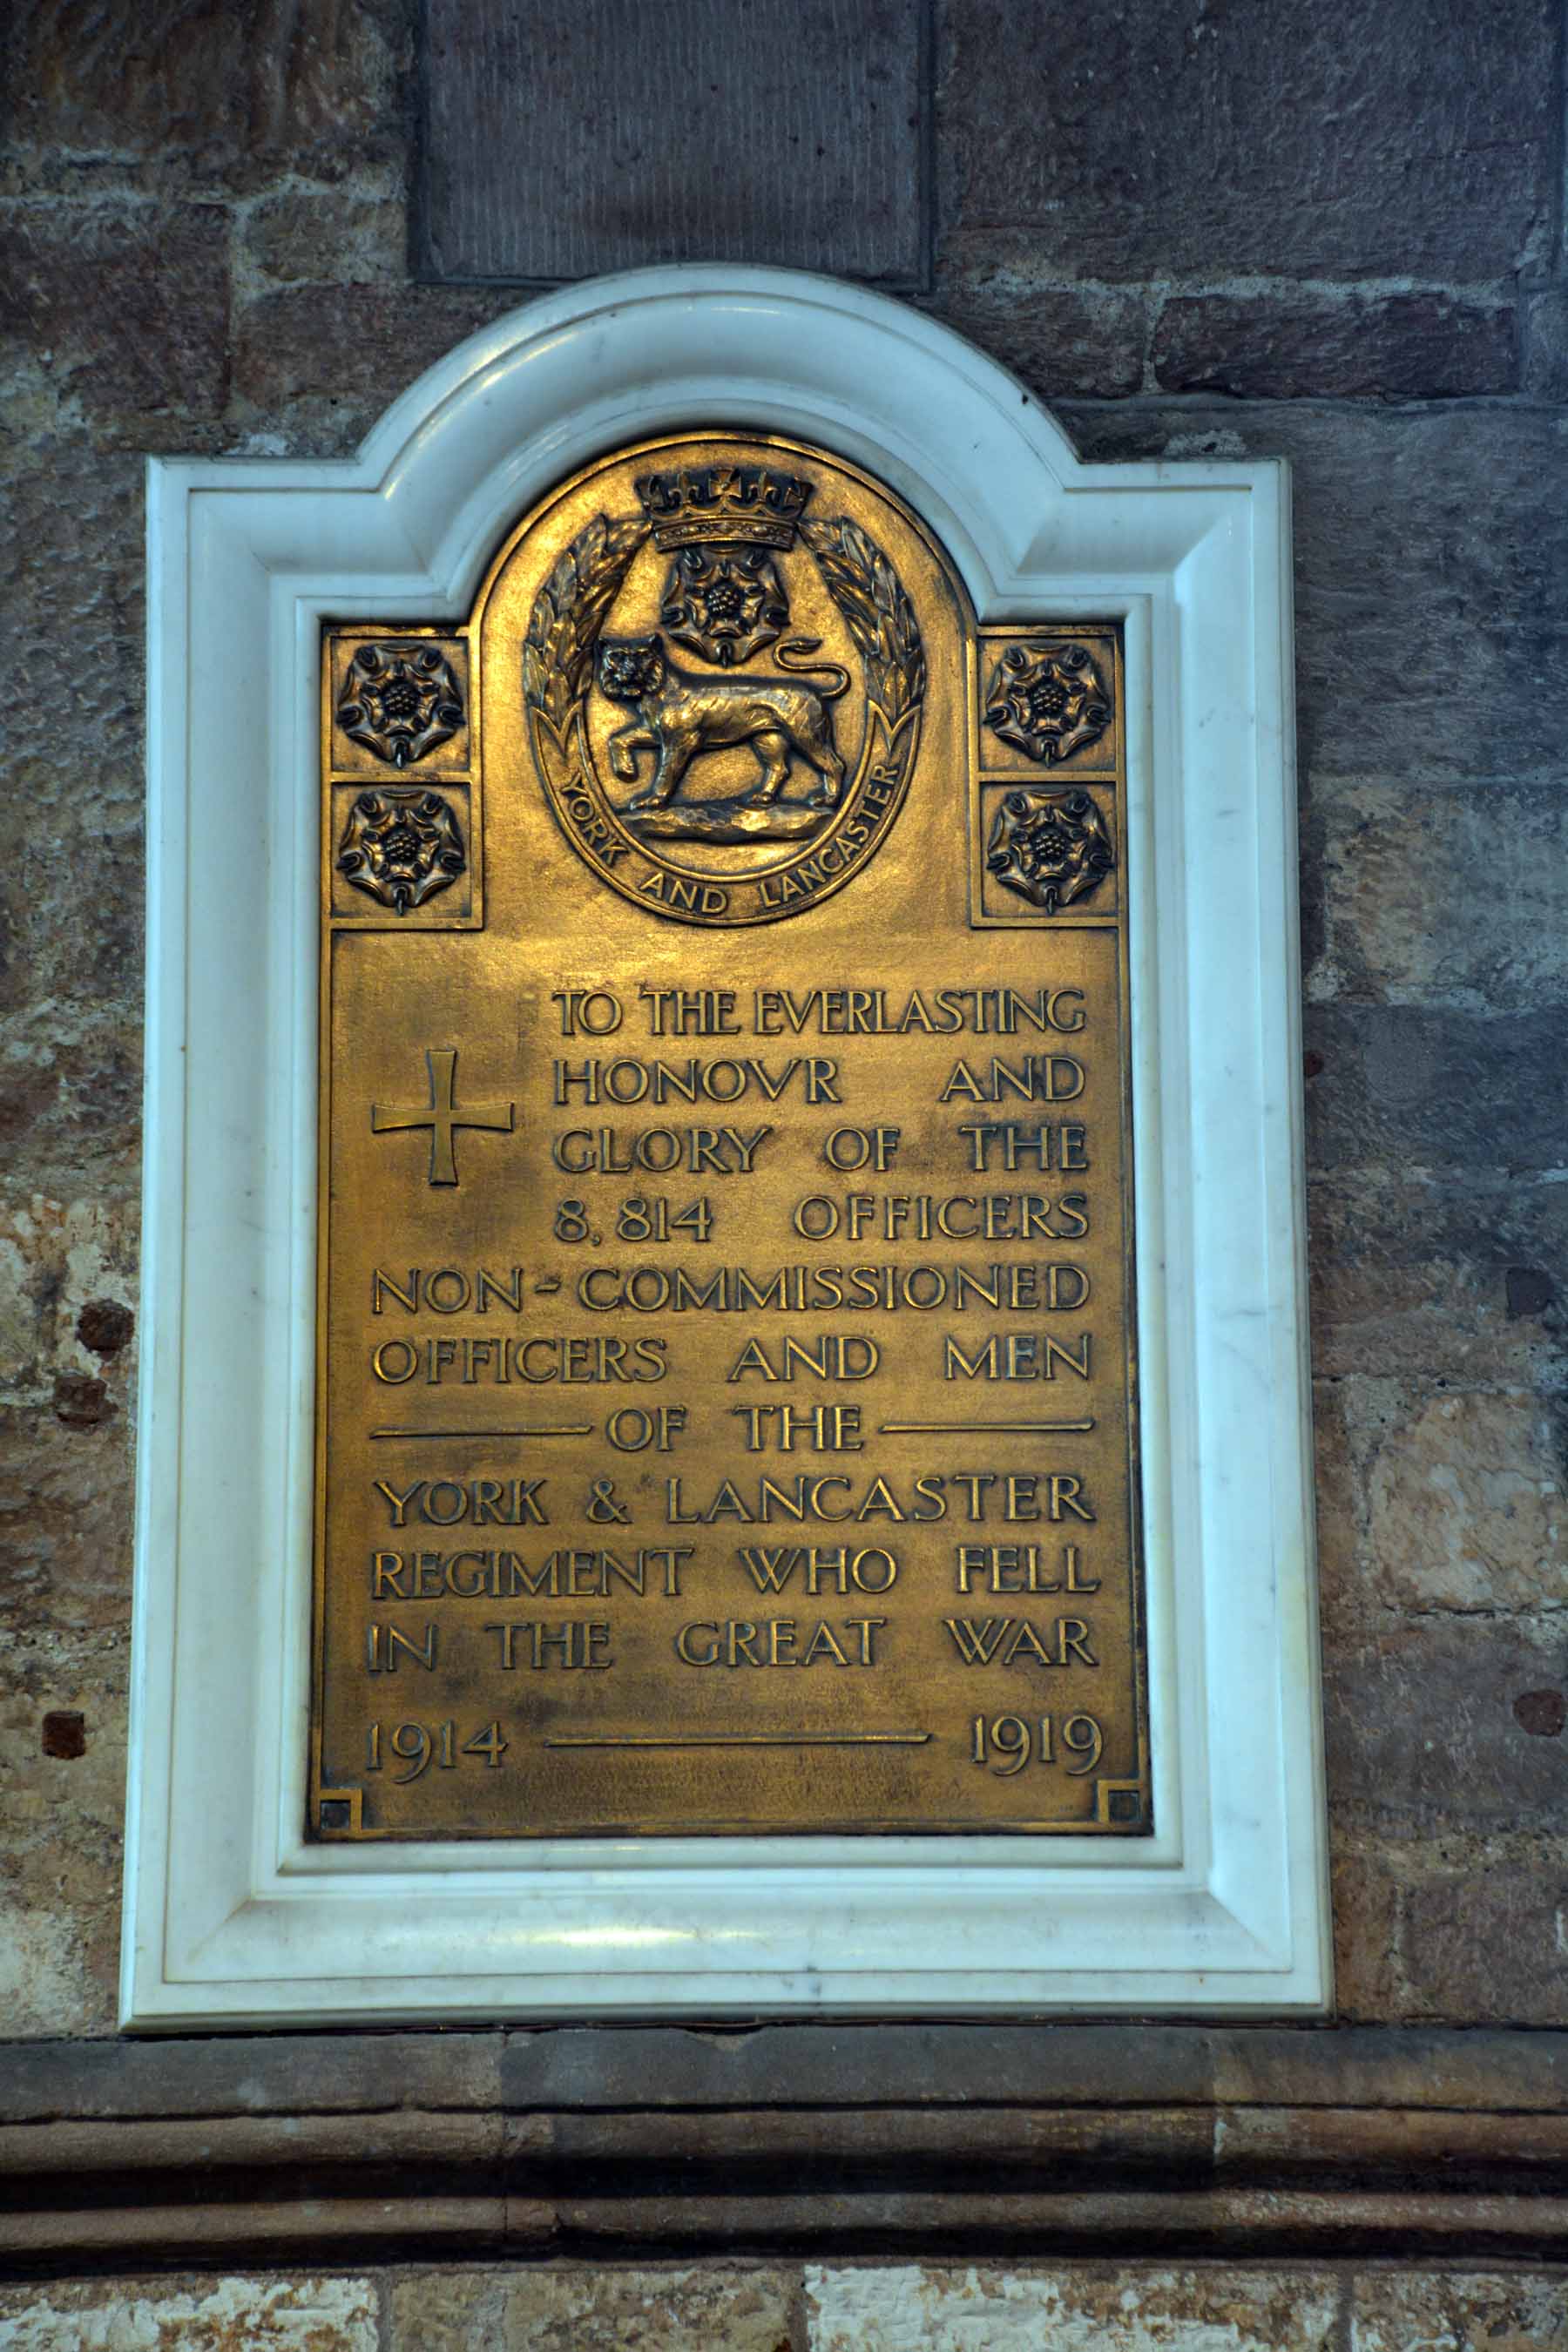 YORK AND LANCASTER
TO THE EVERLASTING
HONOVR AND
GLORY OF THE
8,814 OFFICERS
NON-COMMISSIONED
OFFICERS AND MEN
OF THE
YORK & LANCASTER
REGIMENT WHO FELL
IN THE GREAT WAR
1914 — 1919